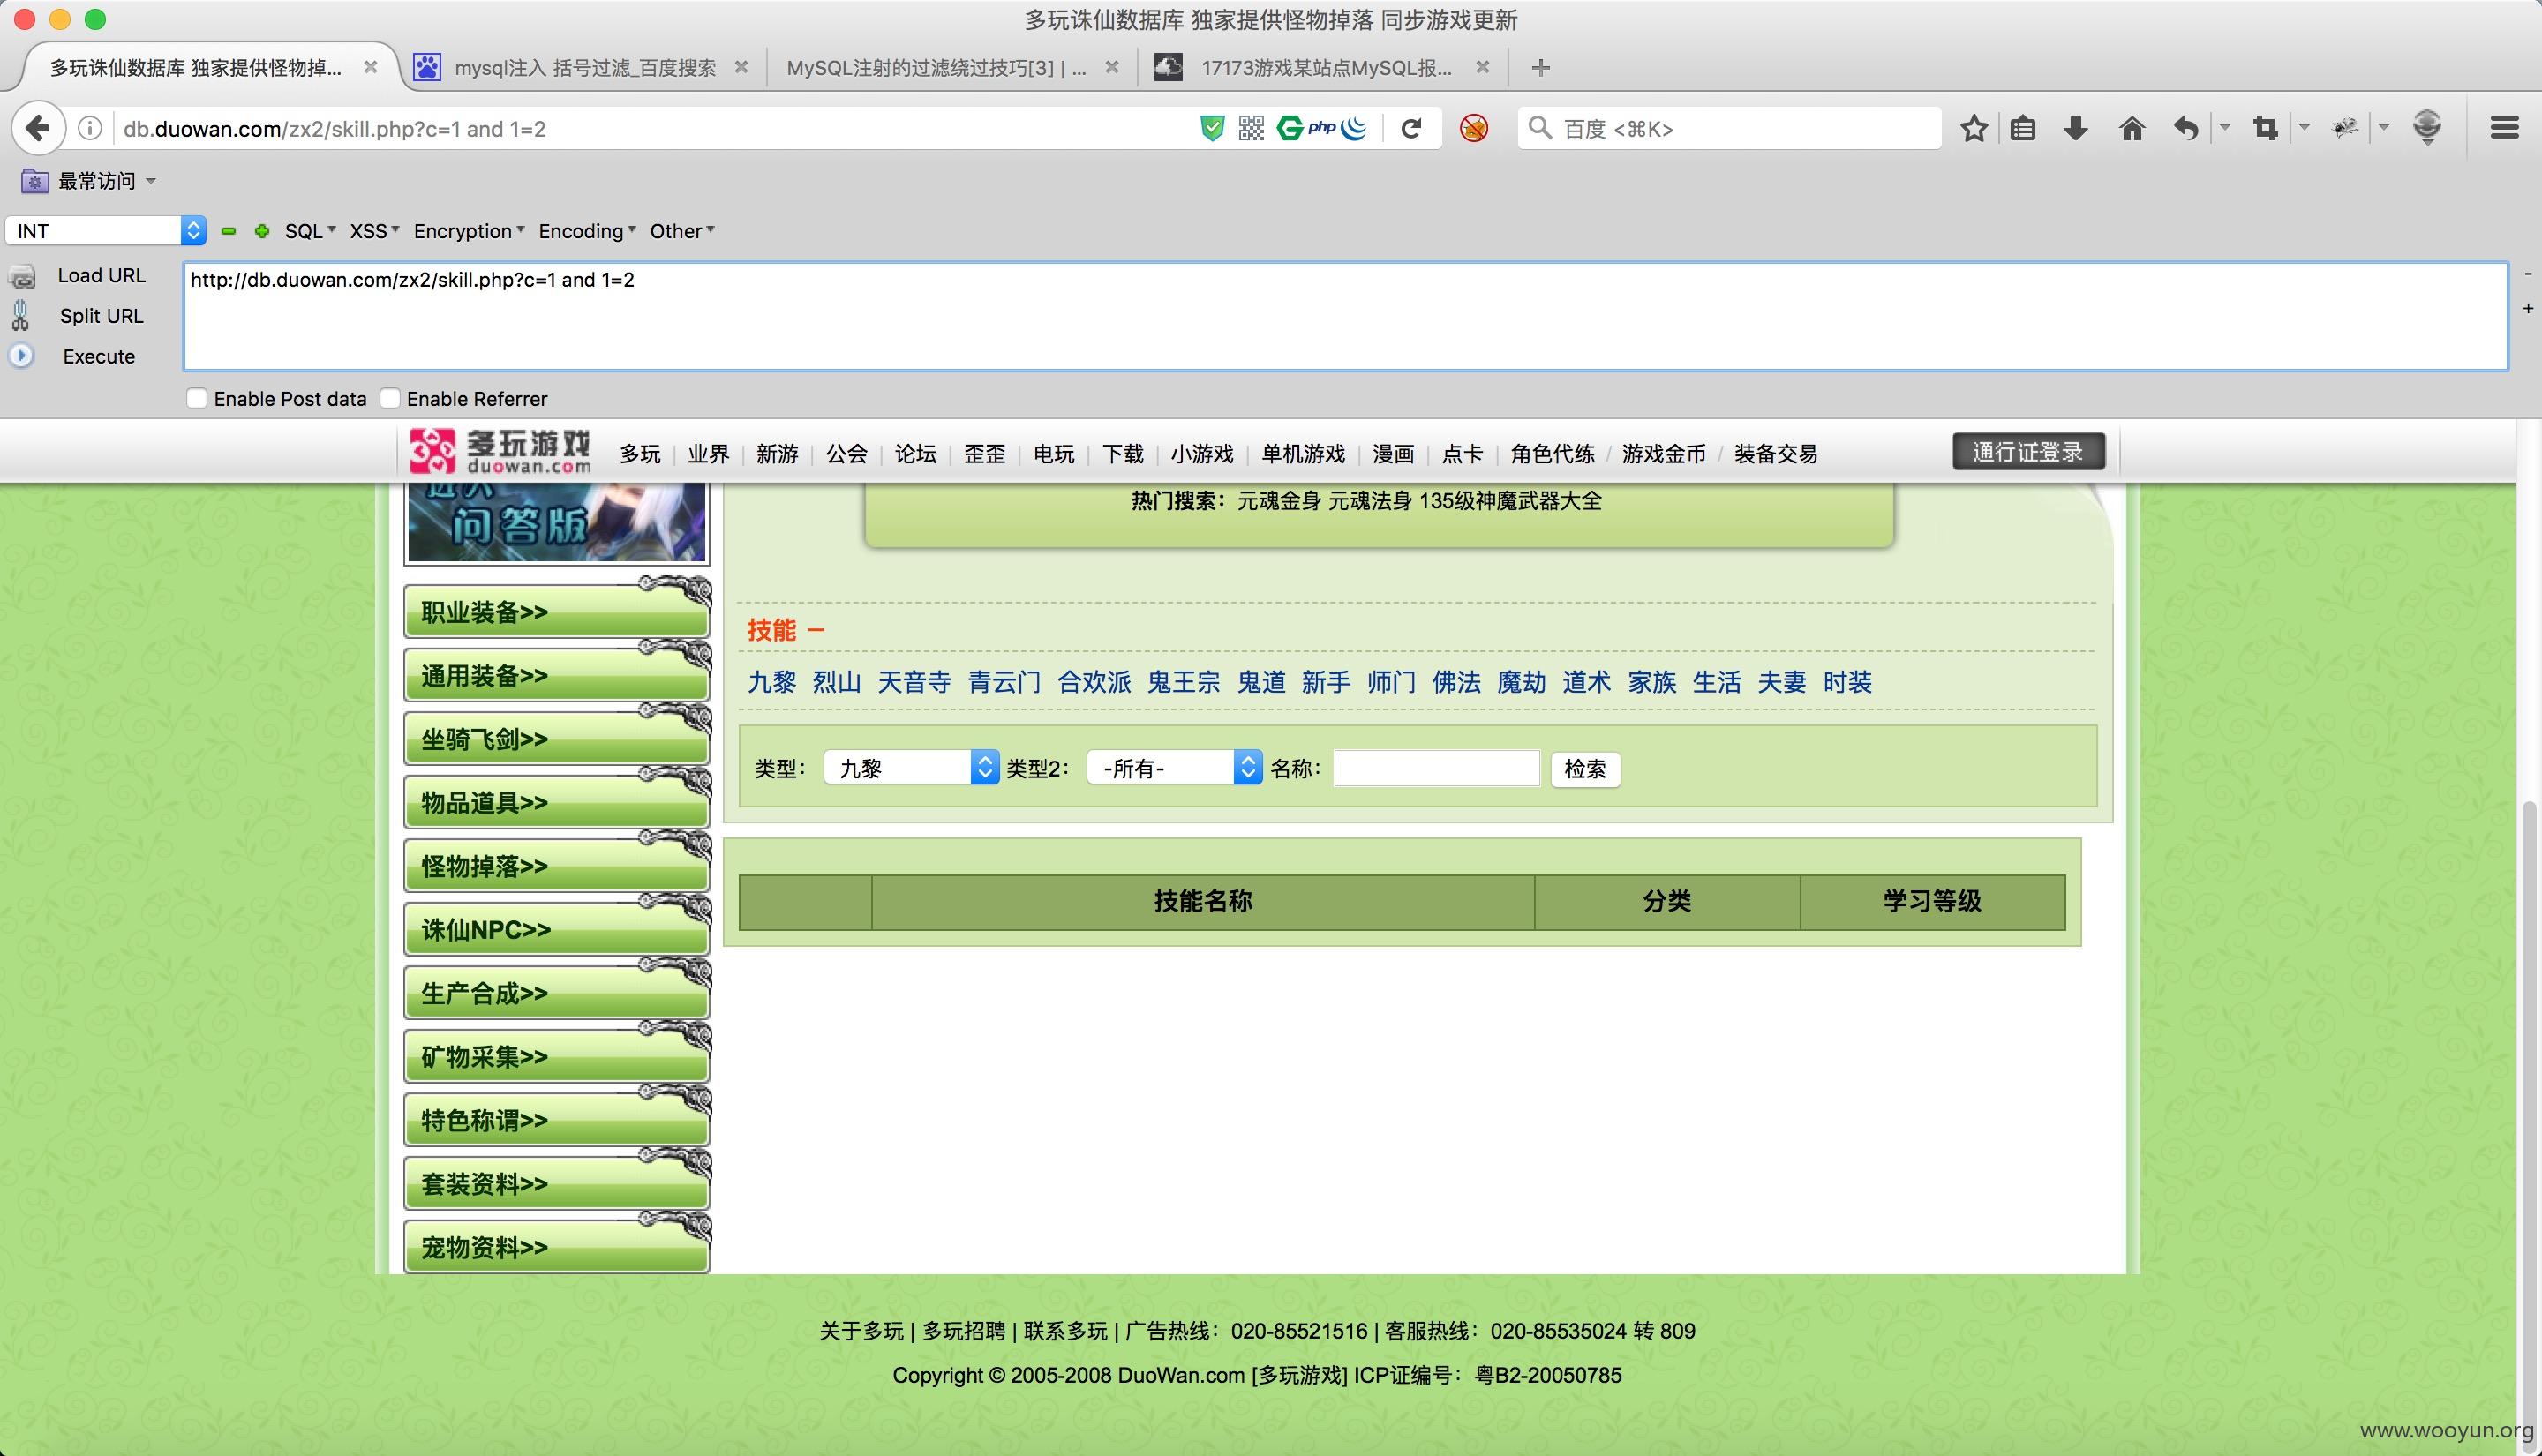 多玩诛仙数据库 独家提供怪物掉落 同步游戏更新
多玩诛仙数据库 独家提供怪物掉...
mysql注入 括号过滤_百度搜索
MySQL注射的过滤绕过技巧[3] | ...
17173游戏某站点MySQL报...
db.duowan.com/zx2/skill.php?c=1 and 1=2
php
百度 <⌘K>
最常访问
INT SQL XSS Encryption Encoding Other
Load URL
http://db.duowan.com/zx2/skill.php?c=1 and 1=2
Split URL
Execute
Enable Post data Enable Referrer
多玩游戏
duowan.com
多玩 | 业界 | 新游 | 公会 | 论坛 | 歪歪 | 电玩 | 下载 | 小游戏 | 单机游戏 | 漫画 | 点卡 | 角色代练 / 游戏金币 / 装备交易
通行证登录
进入
问答版
热门搜索：元魂金身 元魂法身 135级神魔武器大全
职业装备>>
通用装备>>
坐骑飞剑>>
物品道具>>
怪物掉落>>
诛仙NPC>>
生产合成>>
矿物采集>>
特色称谓>>
套装资料>>
宠物资料>>
技能 —
九黎 烈山 天音寺 青云门 合欢派 鬼王宗 鬼道 新手 师门 佛法 魔劫 道术 家族 生活 夫妻 时装
类型： 九黎 类型2： -所有- 名称： 检索
技能名称 分类 学习等级
关于多玩 | 多玩招聘 | 联系多玩 | 广告热线：020-85521516 | 客服热线：020-85535024 转 809
Copyright © 2005-2008 DuoWan.com [多玩游戏] ICP证编号：粤B2-20050785
www.wooyun.org